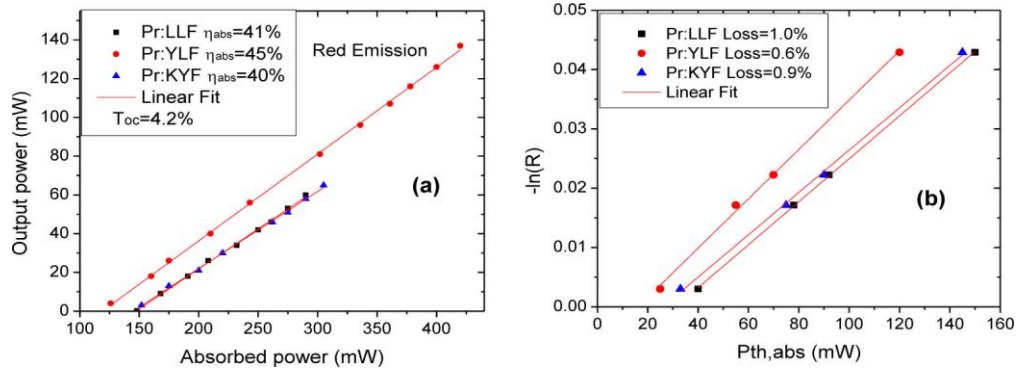 Pr:LLF ηabs=41%
Pr:YLF ηabs=45%
Pr:KYF ηabs=40%
Linear Fit
Toc=4.2%
Red Emission
(a)
Output power (mW)
140
120
100
80
60
40
20
0
100 150 200 250 300 350 400
Absorbed power (mW)
Pr:LLF Loss=1.0%
Pr:YLF Loss=0.6%
Pr:KYF Loss=0.9%
Linear Fit
(b)
-ln(R)
0.05
0.04
0.03
0.02
0.01
0.00
0 20 40 60 80 100 120 140 160
Pth,abs (mW)